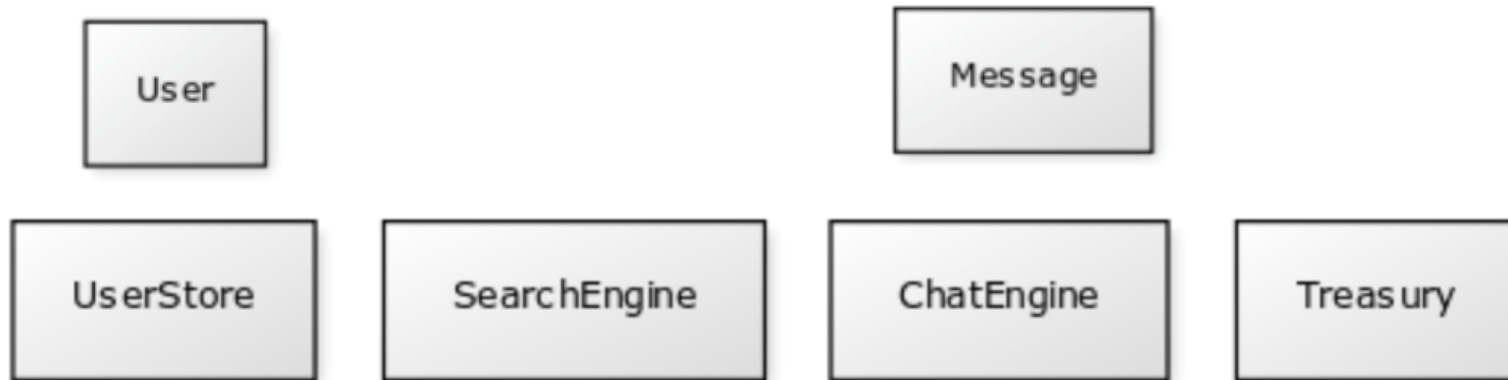 User
Message
UserStore
SearchEngine
ChatEngine
Treasury